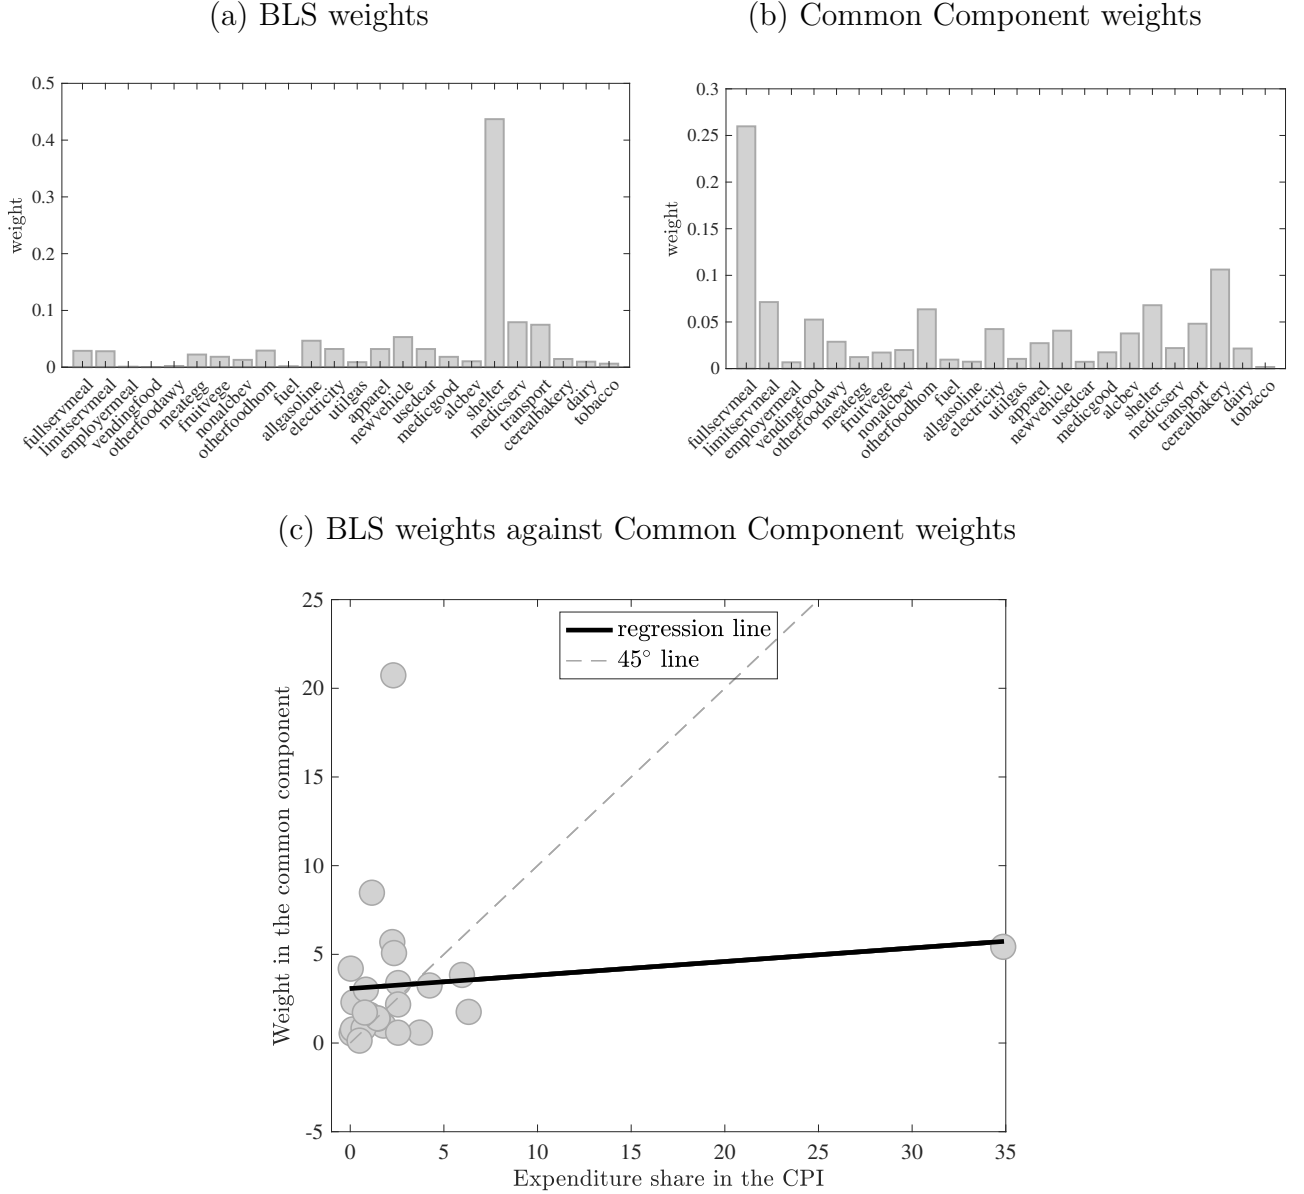 (a) BLS weights
0.5
0.4
0.3
0.2
0.1
0
weight
fullservmeal
limitservmeal
employermeal
vendingfood
otherfoodawy
meategg
fruitvege
nonalcbev
otherfoodhom
fuel
allgasoline
electricity
utilgas
apparel
newvehicle
usedcar
medicgood
alcbev
shelter
medicserv
transport
cerealbakery
dairy
tobacco
(b) Common Component weights
0.3
0.25
0.2
0.15
0.1
0.05
0
weight
fullservmeal
limitservmeal
employermeal
vendingfood
otherfoodawy
meategg
fruitvege
nonalcbev
otherfoodhom
fuel
allgasoline
electricity
utilgas
apparel
newvehicle
usedcar
medicgood
alcbev
shelter
medicserv
transport
cerealbakery
dairy
tobacco
(c) BLS weights against Common Component weights
25
20
15
10
5
0
-5
Weight in the common component
regression line
45° line
0 5 10 15 20 25 30 35
Expenditure share in the CPI